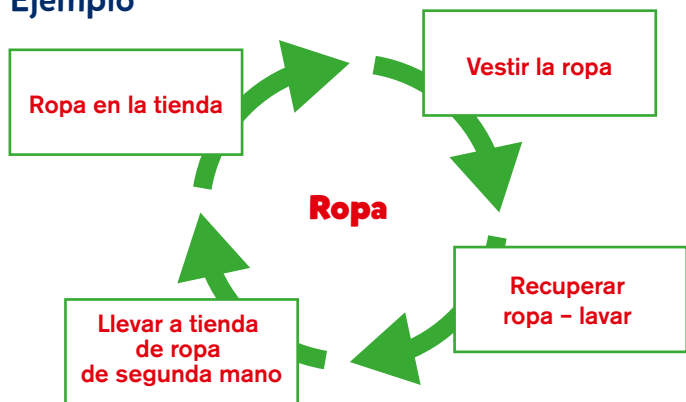 Ejemplo
Ropa en la tienda
Vestir la ropa
Ropa
Recuperar
ropa – lavar
Llevar a tienda
de ropa
de segunda mano